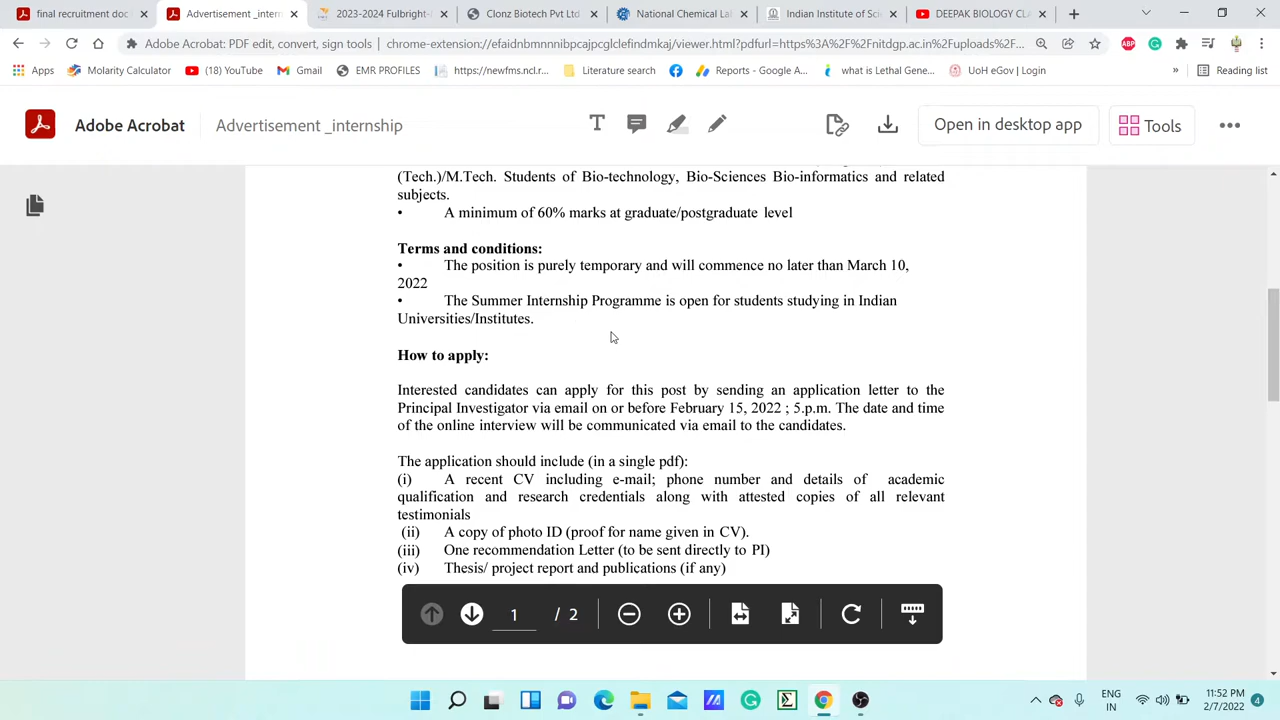 final recruitment doc
Advertisement _intern
2023-2024 Fulbright-
Clonz Biotech Pvt Ltd
National Chemical La
Indian Institute of
DEEPAK BIOLOGY CL
Adobe Acrobat: PDF edit, convert, sign tools | chrome-extension://efaidnbmnnnibpcajpcglclefindmkaj/viewer.html?pdfurl=https%3A%2F%2Fnitdgp.ac.in%2Fuploads%2F...
Apps
Molarity Calculator
(18) YouTube
Gmail
EMR PROFILES
https://newfms.ncl.r...
Literature search
Reports - Google A...
what is Lethal Gene...
UoH eGov | Login
»
Reading list
Adobe Acrobat
Advertisement _internship
Open in desktop app
Tools
(Tech.)/M.Tech. Students of Bio-technology, Bio-Sciences Bio-informatics and related
subjects.
• A minimum of 60% marks at graduate/postgraduate level
Terms and conditions:
• The position is purely temporary and will commence no later than March 10,
2022
• The Summer Internship Programme is open for students studying in Indian
Universities/Institutes.
How to apply:
Interested candidates can apply for this post by sending an application letter to the
Principal Investigator via email on or before February 15, 2022 ; 5.p.m. The date and time
of the online interview will be communicated via email to the candidates.
The application should include (in a single pdf):
(i) A recent CV including e-mail; phone number and details of academic
qualification and research credentials along with attested copies of all relevant
testimonials
(ii) A copy of photo ID (proof for name given in CV).
(iii) One recommendation Letter (to be sent directly to PI)
(iv) Thesis/ project report and publications (if any)
1 / 2
ENG
IN
11:52 PM
2/7/2022
4